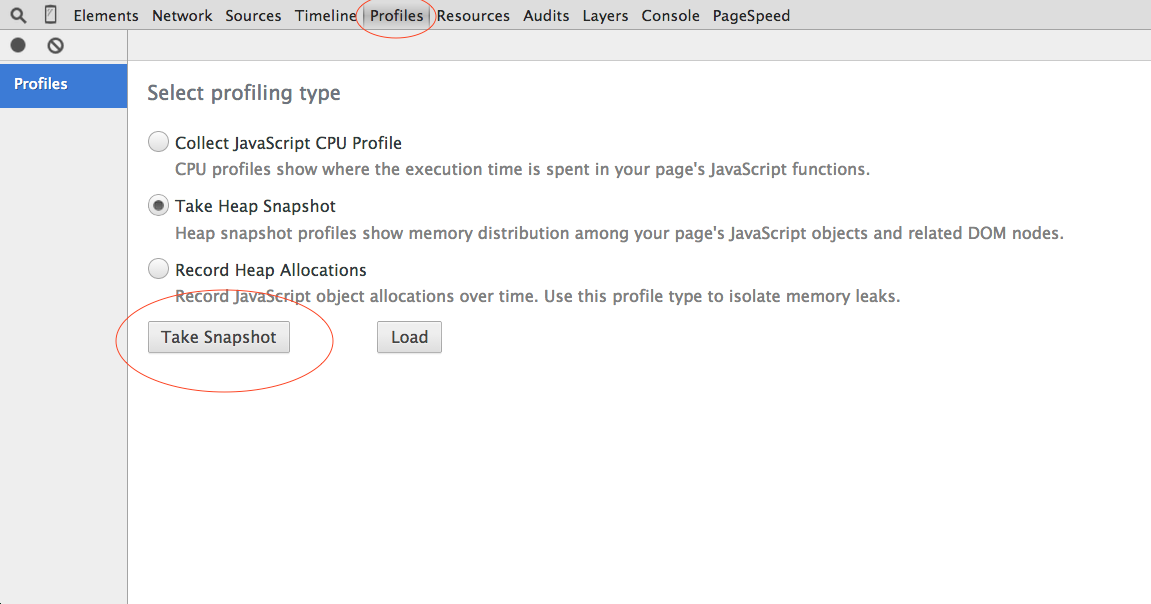 Elements Network Sources Timeline Profiles Resources Audits Layers Console PageSpeed
Profiles
Select profiling type
Collect JavaScript CPU Profile
CPU profiles show where the execution time is spent in your page's JavaScript functions.
Take Heap Snapshot
Heap snapshot profiles show memory distribution among your page's JavaScript objects and related DOM nodes.
Record Heap Allocations
Record JavaScript object allocations over time. Use this profile type to isolate memory leaks.
Take Snapshot Load